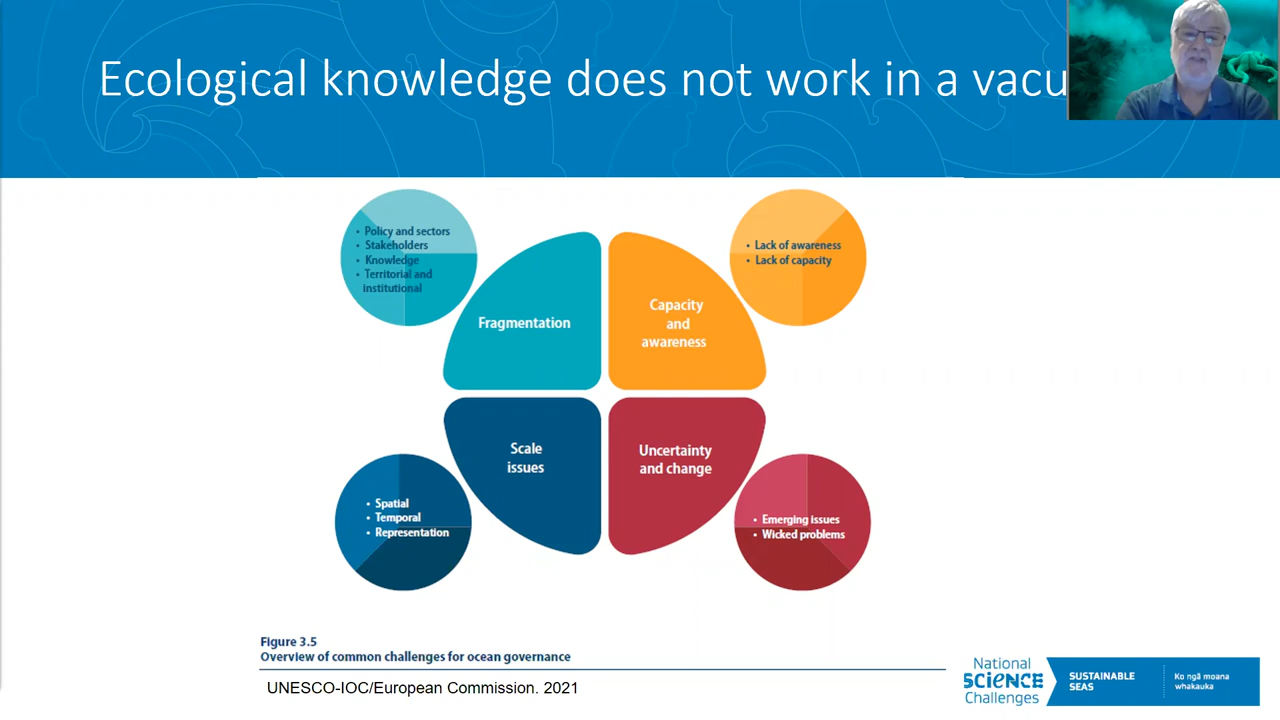 Ecological knowledge does not work in a
• Policy and sectors
• Stakeholders
• Knowledge
• Territorial and
institutional
• Lack of awareness
• Lack of capacity
Fragmentation
Capacity
and
awareness
Scale
issues
Uncertainty
and change
• Spatial
• Temporal
• Representation
• Emerging issues
• Wicked problems
Figure 3.5
Overview of common challenges for ocean governance
UNESCO-IOC/European Commission. 2021
National
SCIENCE
Challenges
SUSTAINABLE
SEAS
Ko ngā moana
whakauka